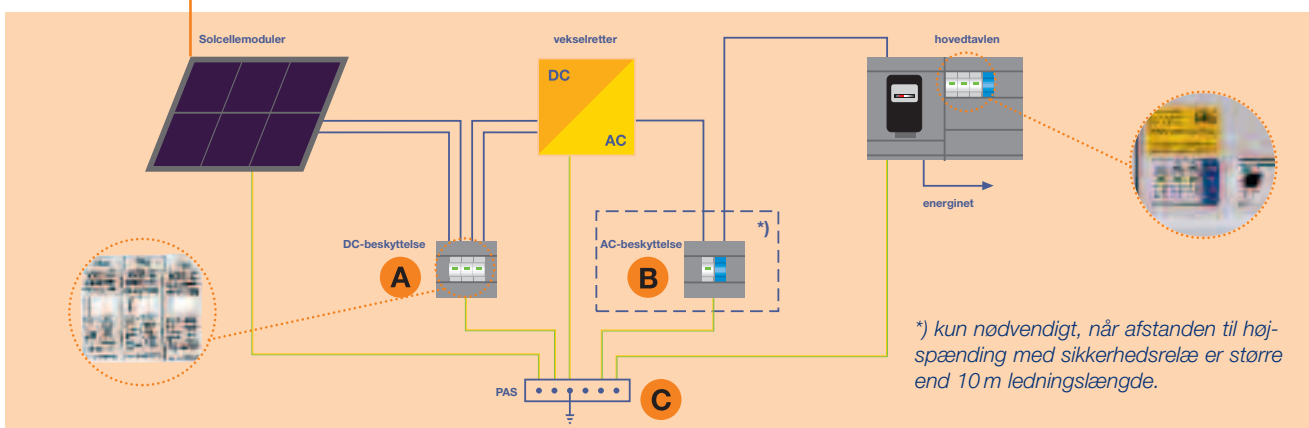 Solcellemoduler
vekselretter
hovedtavlen
DC
AC
energinet
DC-beskyttelse
A
AC-beskyttelse
*)
B
*) kun nødvendigt, når afstanden til høj-
spænding med sikkerhedsrelæ er større
end 10 m ledningslængde.
PAS
C